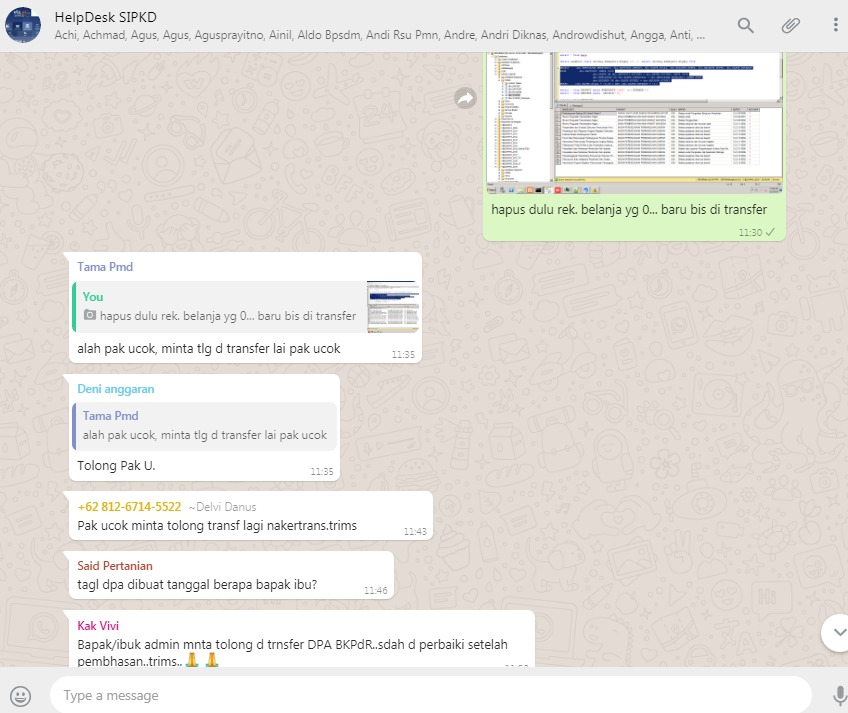 HelpDesk SIPKD
Achi, Achmad, Agus, Agus, Agusprayitno, Ainil, Aldo Bpsdm, Andi Rsu Pmn, Andre, Andri Diknas, Androwdishut, Angga, Anti, ...
hapus dulu rek. belanja yg 0... baru bis di transfer
11:30
Tama Pmd
You
hapus dulu rek. belanja yg 0... baru bis di transfer
alah pak ucok, minta tlg d transfer lai pak ucok
11:35
Deni anggaran
Tama Pmd
alah pak ucok, minta tlg d transfer lai pak ucok
Tolong Pak U.
11:35
+62 812-6714-5522 ~Delvi Danus
Pak ucok minta tolong transf lagi nakertrans.trims
11:43
Said Pertanian
tagl dpa dibuat tanggal berapa bapak ibu?
11:46
Kak Vivi
Bapak/ibuk admin mnta tolong d trnsfer DPA BKPdR..sdah d perbaiki setelah
pembhasan..trims..🙏🙏
Type a message